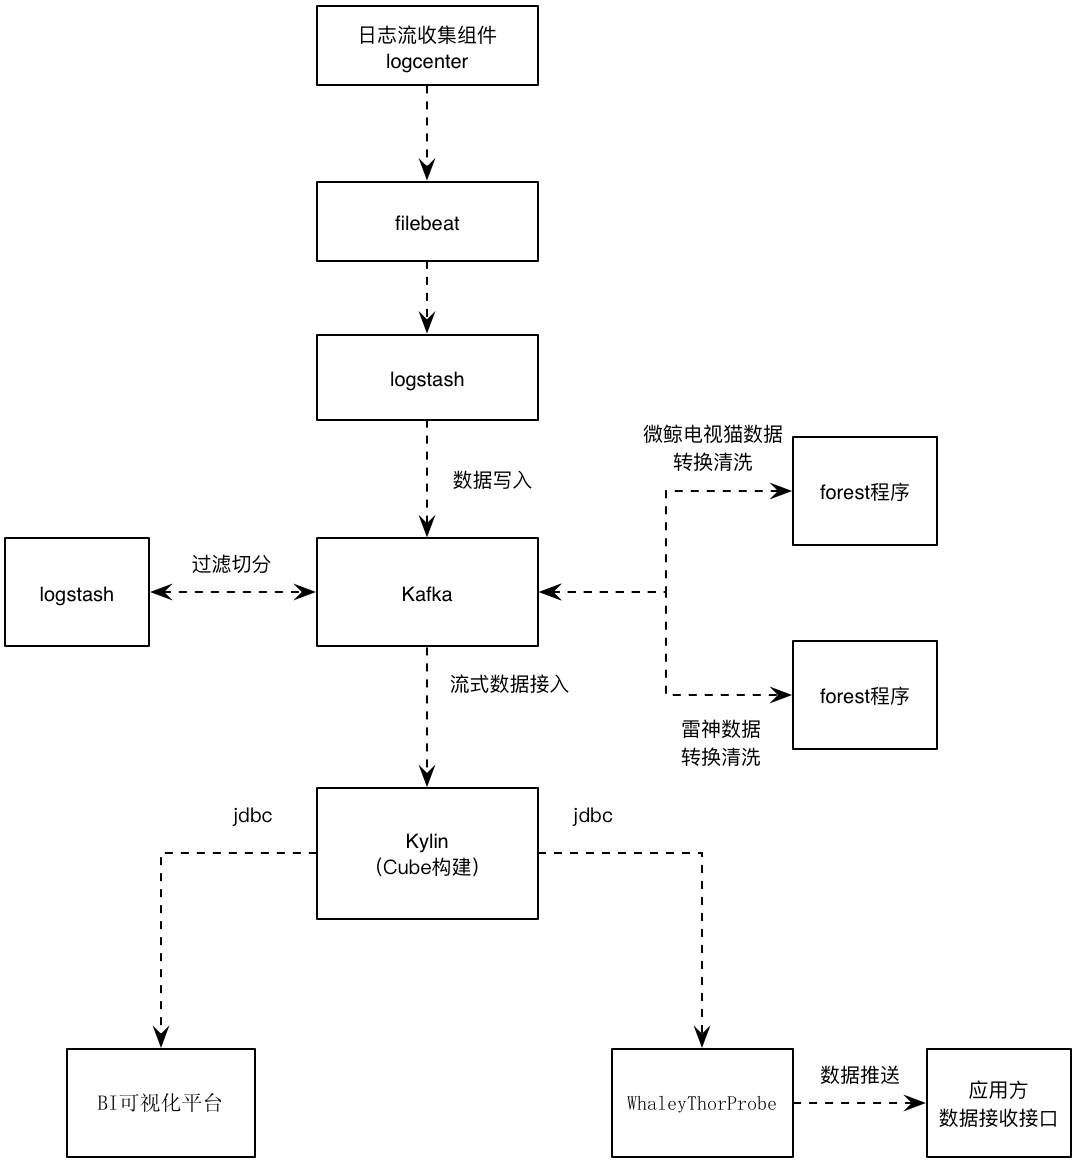 日志流收集组件
logcenter
filebeat
logstash
数据写入
微鲸电视猫数据
转换清洗
forest程序
logstash
过滤切分
Kafka
流式数据接入
forest程序
雷神数据
转换清洗
jdbc
Kylin
（Cube构建）
jdbc
BI可视化平台
WhaleyThorProbe
数据推送
应用方
数据接收接口